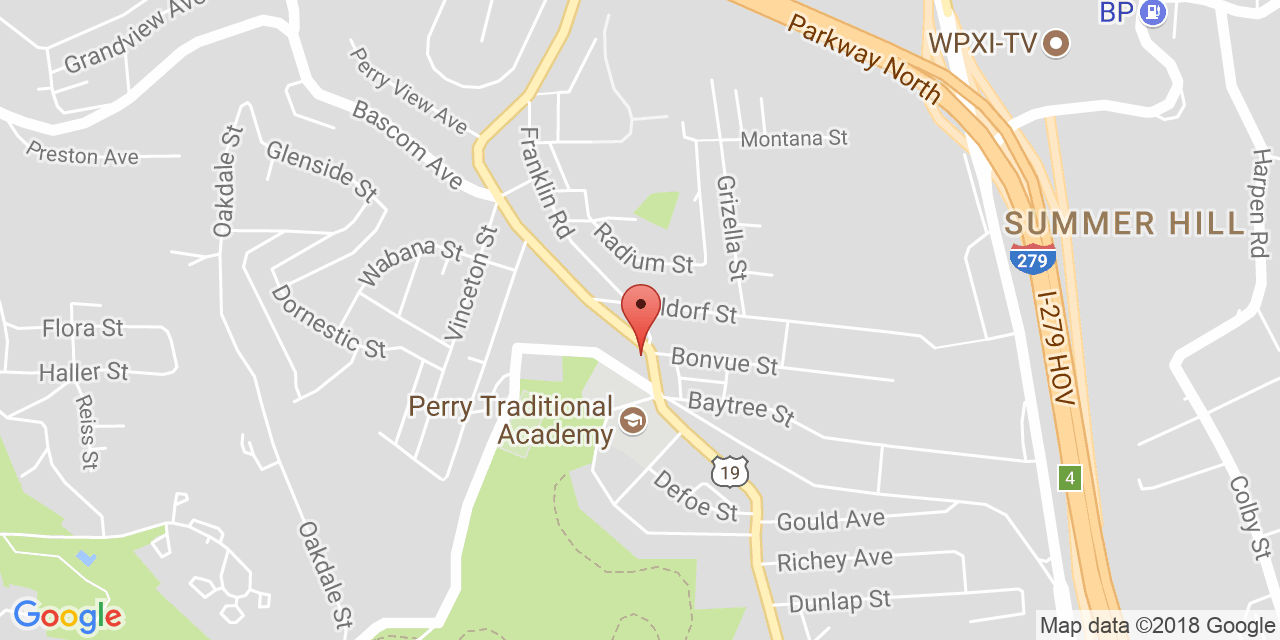 BP
Grandview Ave
Parkway North
WPXI-TV
Perry View Ave
Bascom Ave
Montana St
Preston Ave
Oakdale St
Glenside St
Franklin Rd
Harpen Rd
Grizella St
SUMMER HILL
Radium St
Wabana St
Vinceton St
279
ldorf St
Dornestic St
I-279 HOV
Flora St
Bonvue St
Haller St
Reiss St
Baytree St
Perry Traditional
Academy
19
4
Defoe St
Colby St
Gould Ave
Oakdale St
Richey Ave
Dunlap St
Google
Map data ©2018 Google